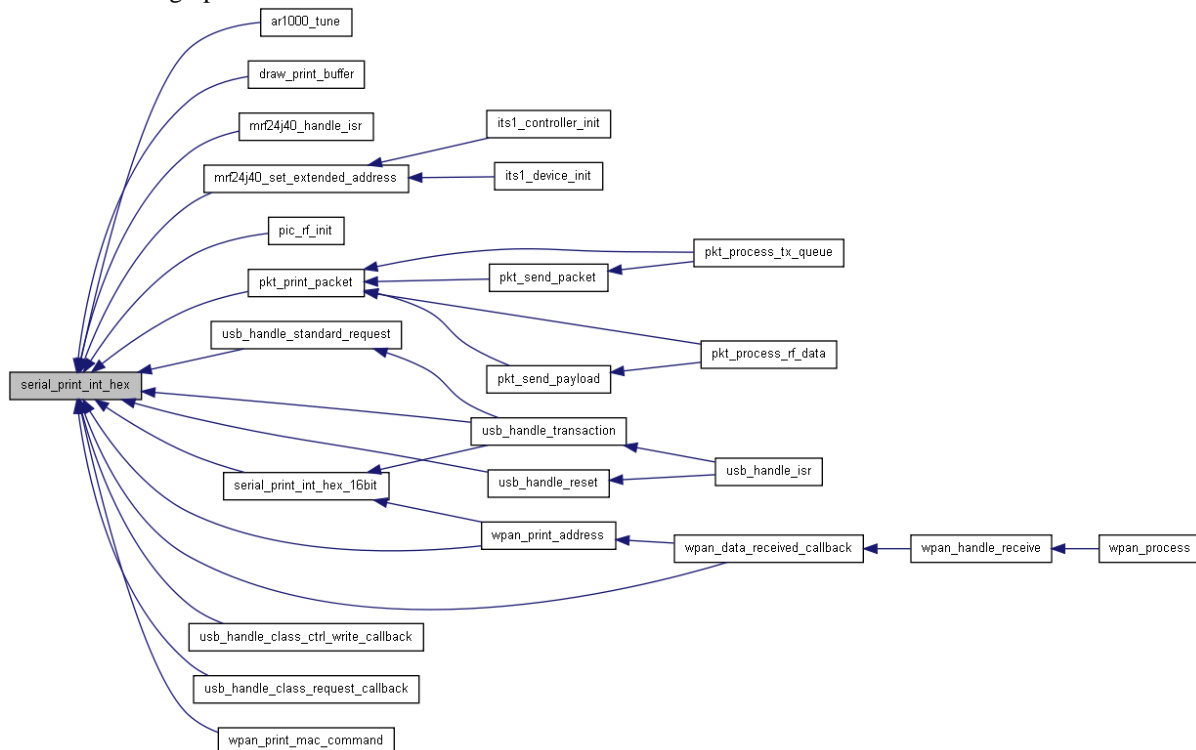 ar1000_tune
draw_print_buffer
mrf24j40_handle_isr
its1_controller_init
mrf24j40_set_extended_address
its1_device_init
pic_rf_init
pkt_process_tx_queue
pkt_print_packet
pkt_send_packet
usb_handle_standard_request
pkt_process_rf_data
serial_print_int_hex
pkt_send_payload
usb_handle_transaction
usb_handle_isr
serial_print_int_hex_16bit
usb_handle_reset
wpan_print_address
wpan_data_received_callback
wpan_handle_receive
wpan_process
usb_handle_class_ctrl_write_callback
usb_handle_class_request_callback
wpan_print_mac_command